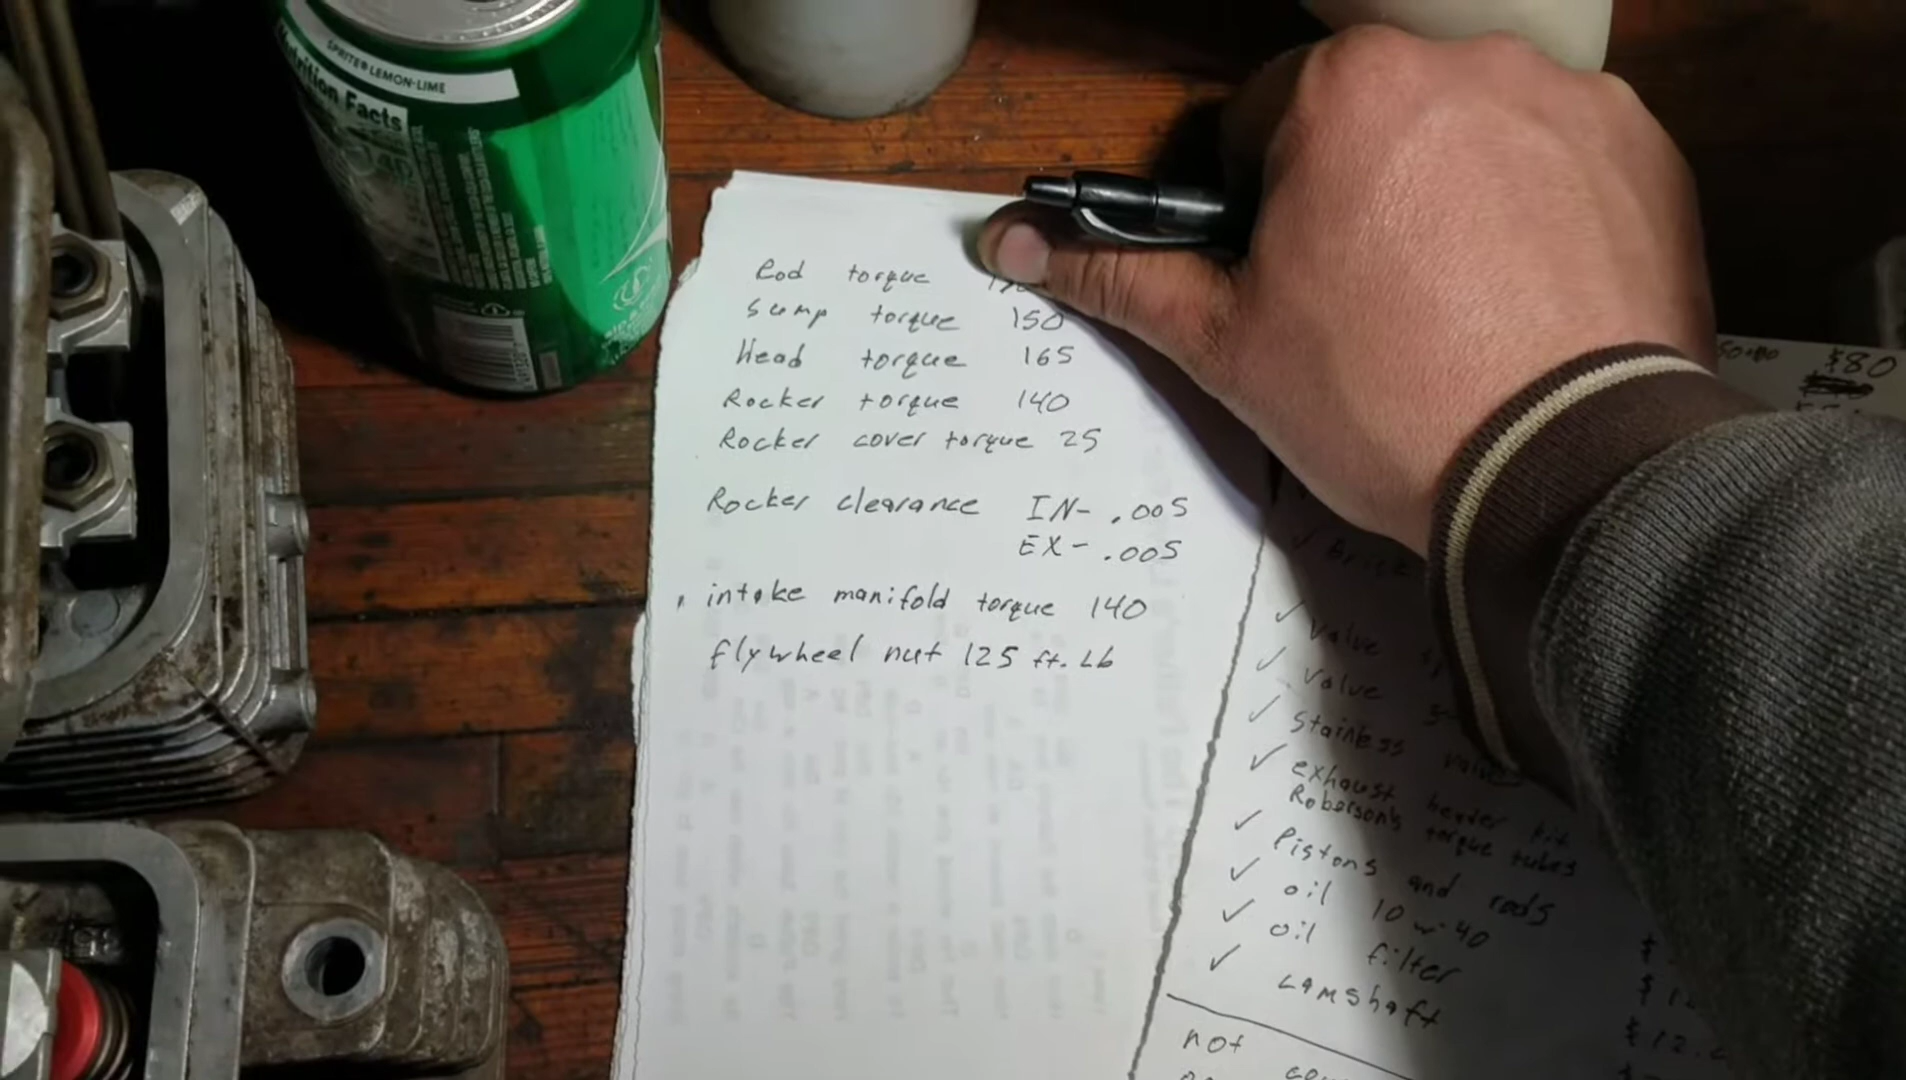 SPRITE® LEMON-LIME
Nutrition Facts
Rod torque
Sump torque 150
Head torque 165
Rocker torque 140
Rocker cover torque 25
Rocker clearance IN- .005
EX- .005
intake manifold torque 140
flywheel nut 125 ft. Lb
$80
valve
valve
stainless valve
exhaust header kit
Roberson's torque tubes
Pistons and rods
oil 10w-40
oil filter
camshaft
not